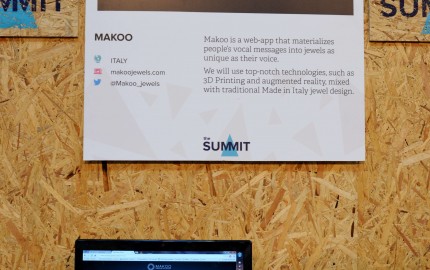 MMIT
SUM
MAKOO
ITALY
makoojewels.com
@Makoo_jewels
Makoo is a web-app that materializes
people's vocal messages into jewels as
unique as their voice.
We will use top-notch technologies, such as
3D Printing and augmented reality, mixed
with traditional Made in Italy jewel design.
the
SUMMIT